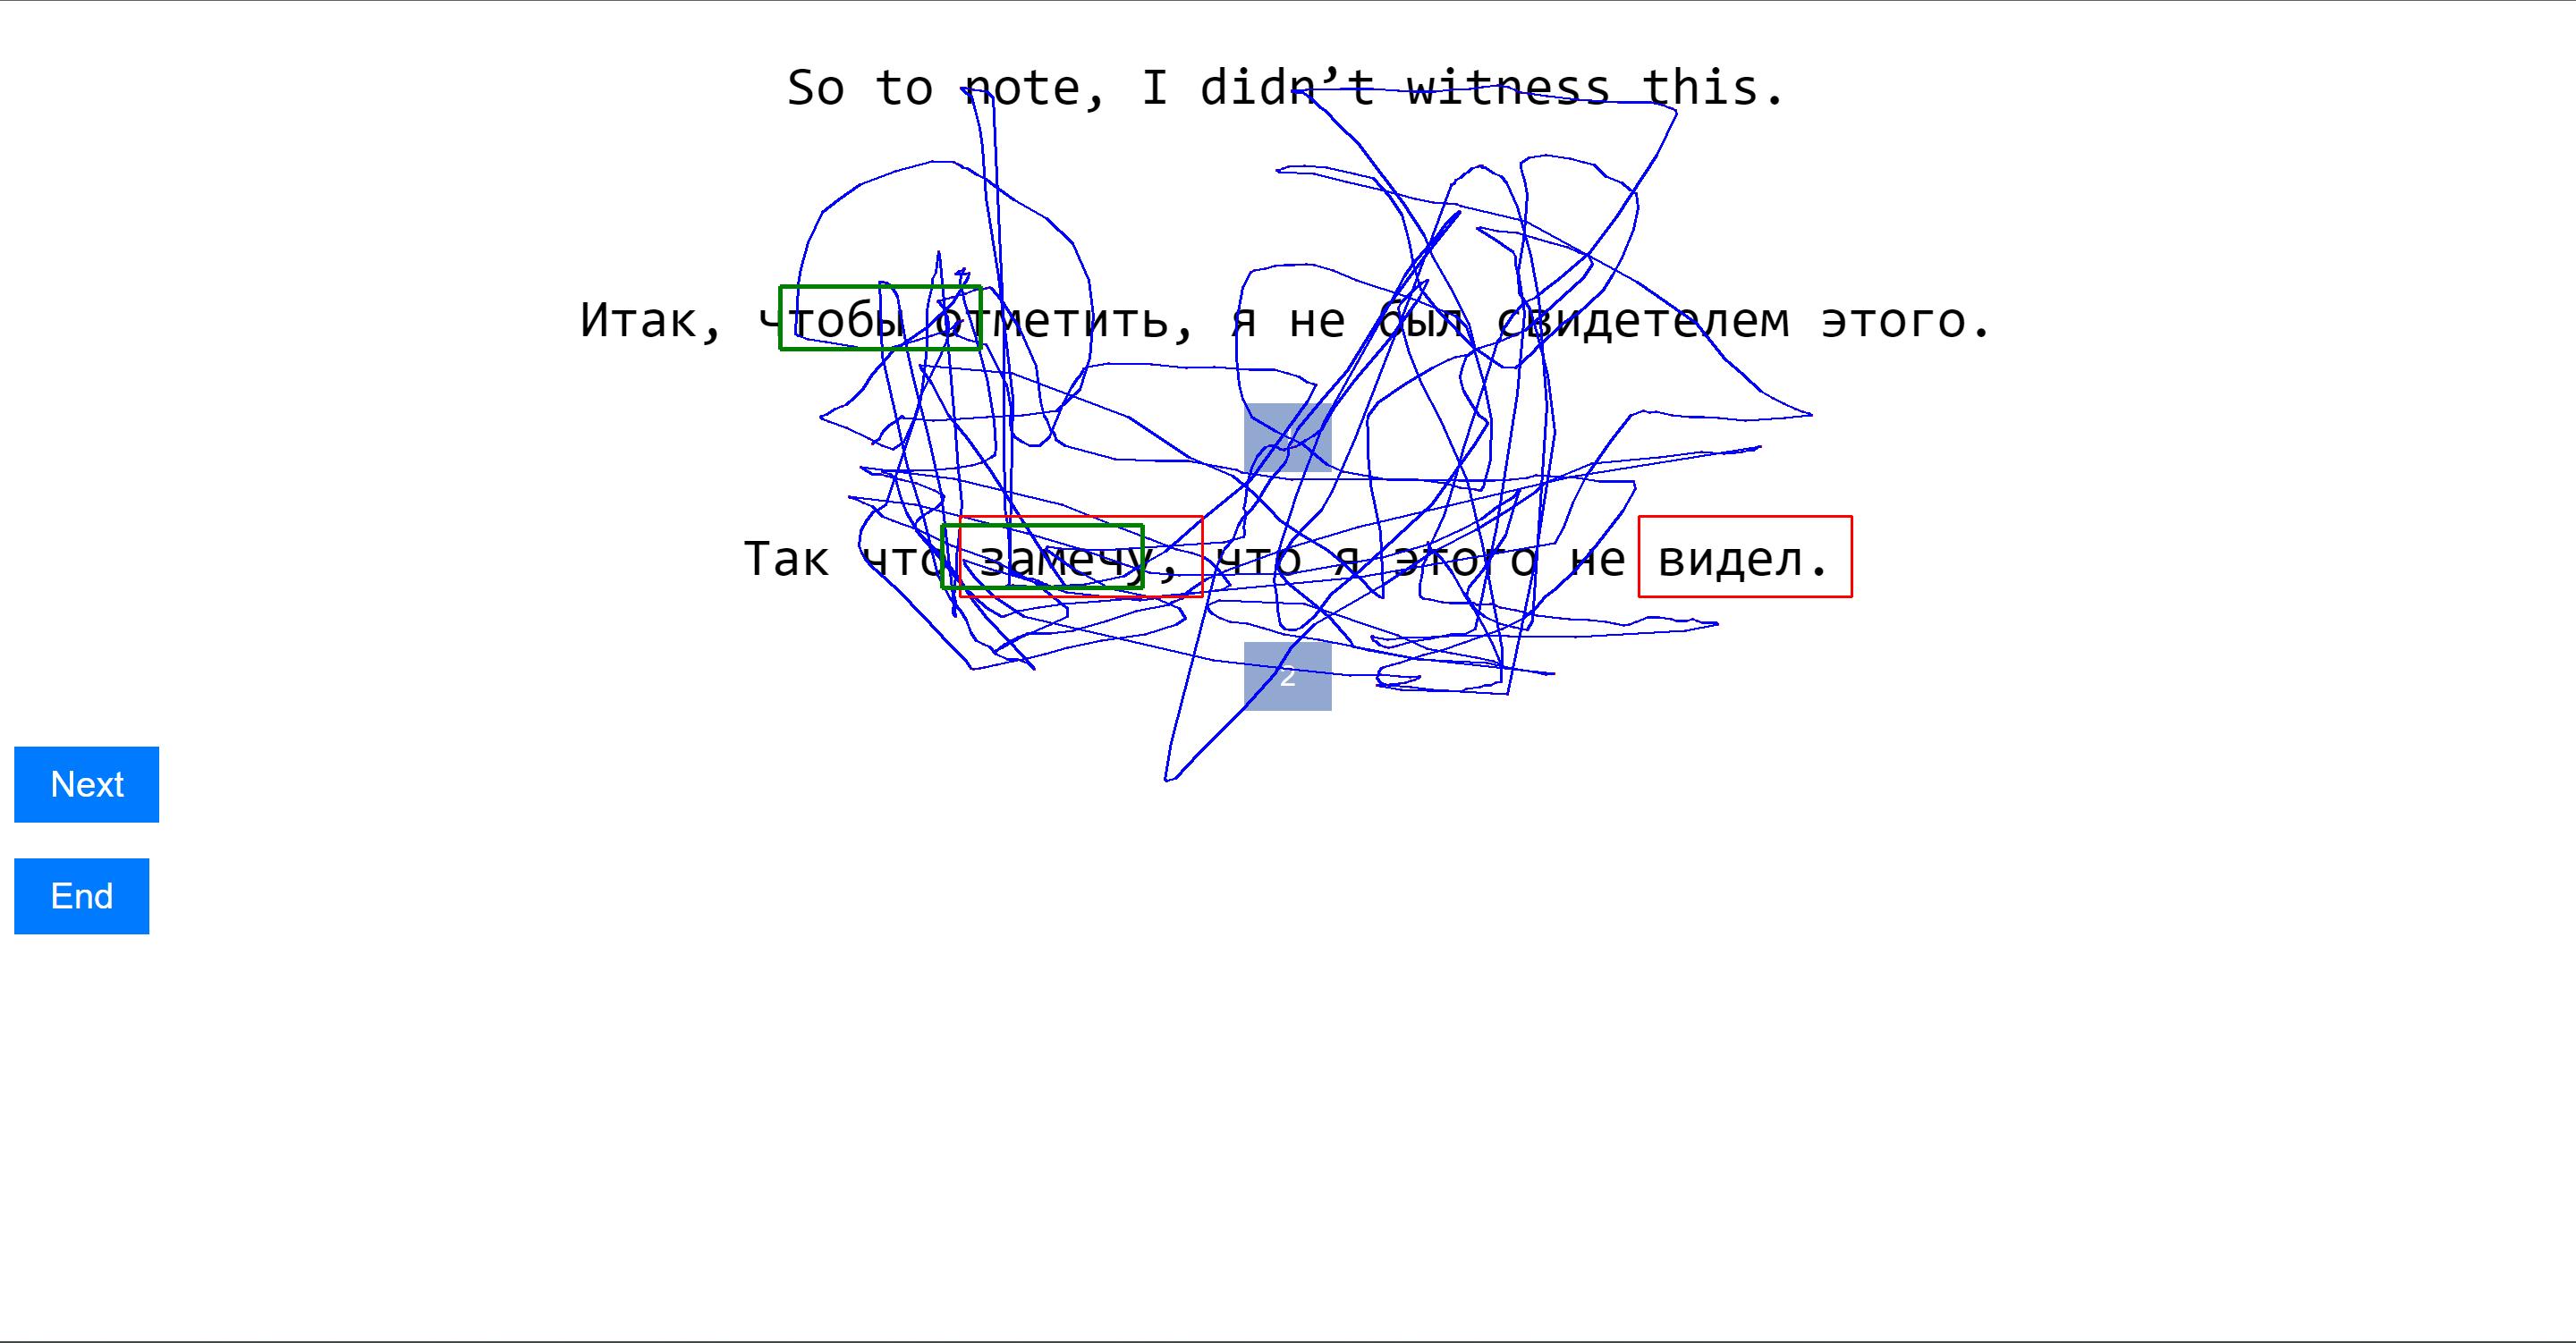 So to note, I didn’t witness this.
Итак, чтобы отметить, я не был свидетелем этого.
Так что замечу, что я этого не видел.
2
Next
End